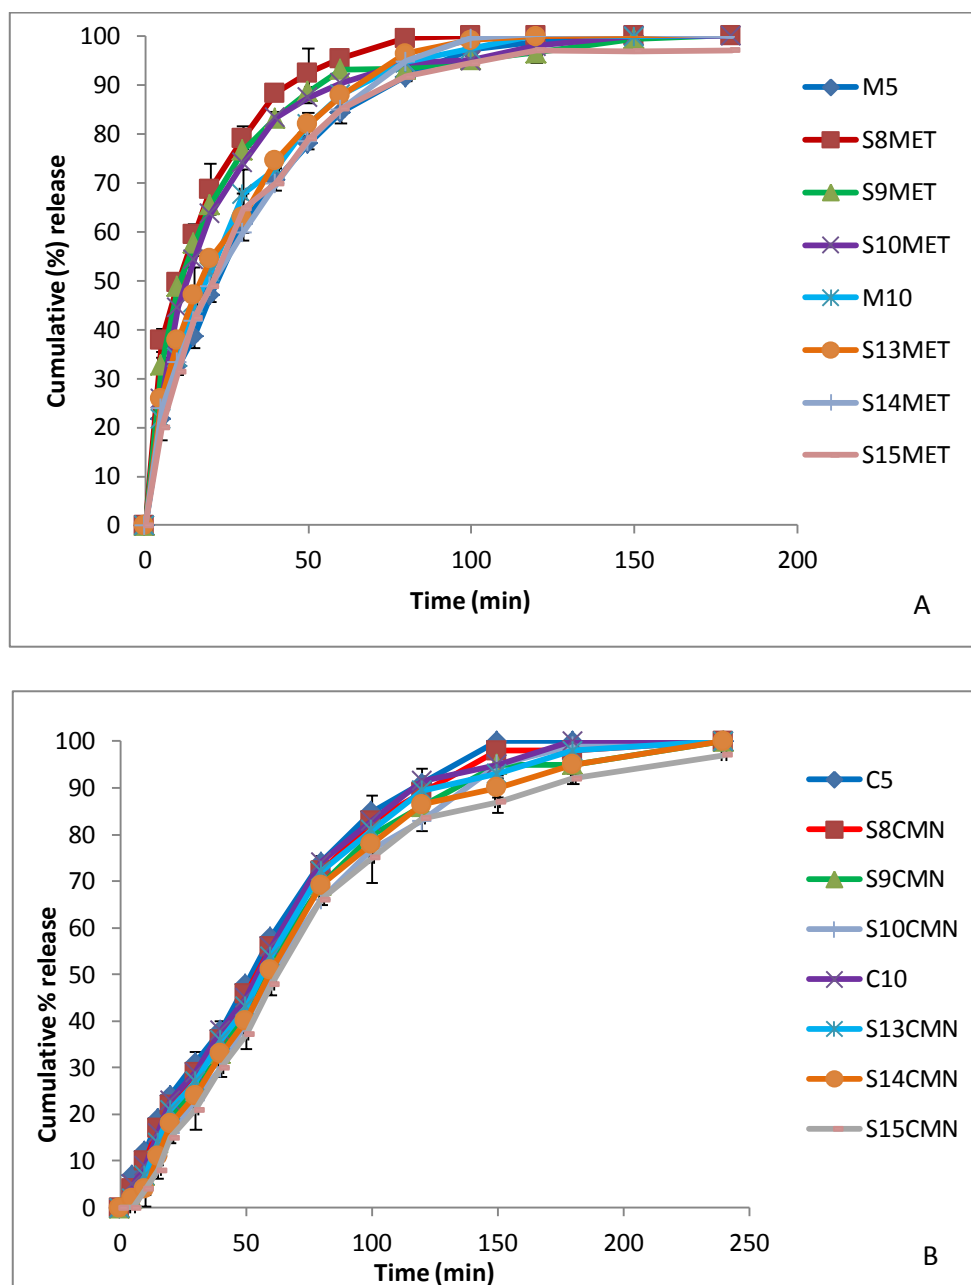 100
90
80
70
60
50
40
30
20
10
0
Cumulative (%) release
0 50 100 150 200
Time (min)
M5
S8MET
S9MET
S10MET
M10
S13MET
S14MET
S15MET
A
100
90
80
70
60
50
40
30
20
10
0
Cumulative % release
0 50 100 150 200 250
Time (min)
C5
S8CMN
S9CMN
S10CMN
C10
S13CMN
S14CMN
S15CMN
B